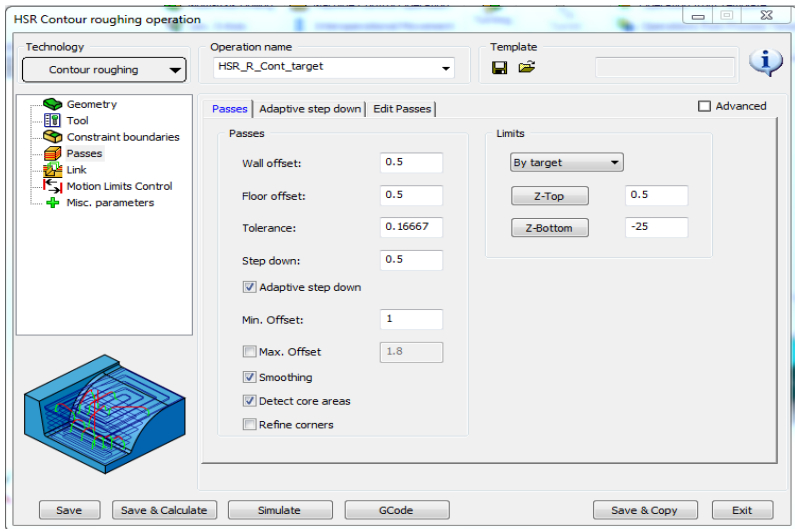 HSR Contour roughing operation
Technology
Contour roughing
Operation name
HSR_R_Cont_target
Template
Geometry
Tool
Constraint boundaries
Passes
Link
Motion Limits Control
Misc. parameters
Passes
Adaptive step down
Edit Passes
Advanced
Passes
Wall offset: 0.5
Floor offset: 0.5
Tolerance: 0.16667
Step down: 0.5
Adaptive step down
Min. Offset: 1
Max. Offset 1.8
Smoothing
Detect core areas
Refine corners
Limits
By target
Z-Top 0.5
Z-Bottom -25
Save
Save & Calculate
Simulate
GCode
Save & Copy
Exit